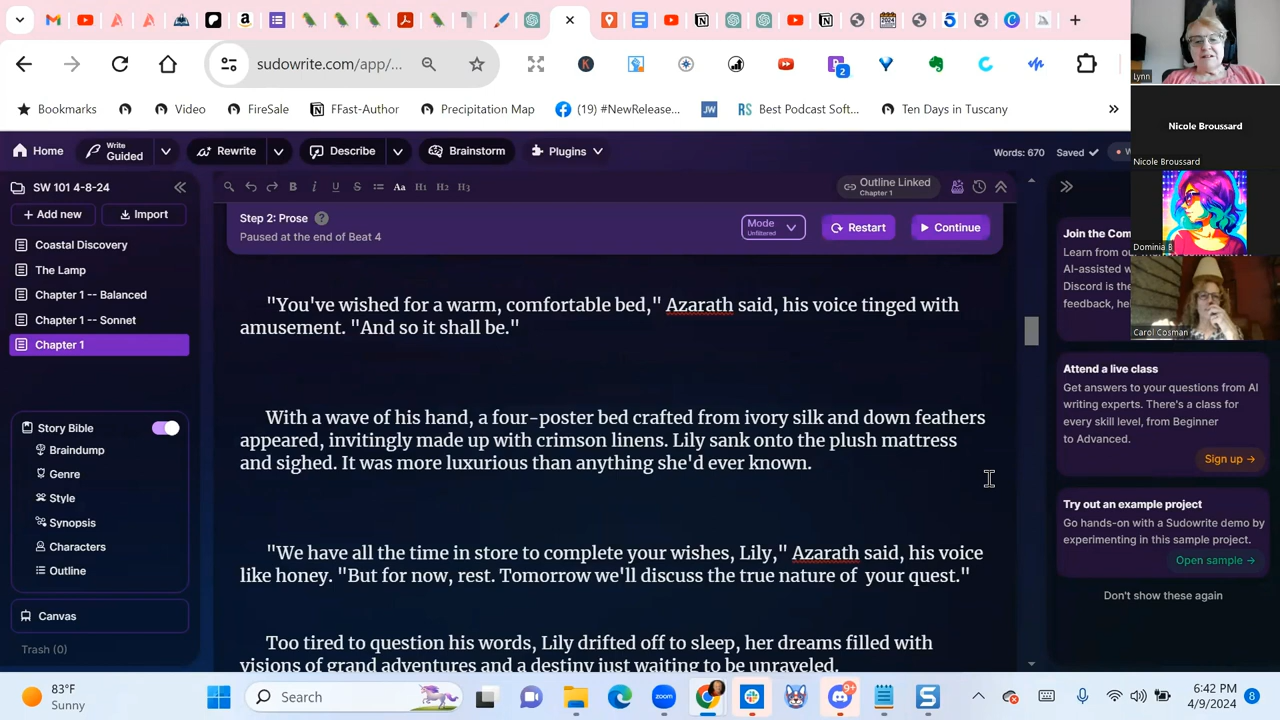 sudowrite.com/app/...
2
Bookmarks
Video
FireSale
FFast-Author
Precipitation Map
(19) #NewRelease...
JW
RS Best Podcast Soft...
Ten Days in Tuscany
»
Home
Write
Guided
Rewrite
Describe
Brainstorm
Plugins
Words: 670
Saved
SW 101 4-8-24
+ Add new
Import
Coastal Discovery
The Lamp
Chapter 1 -- Balanced
Chapter 1 -- Sonnet
Chapter 1
Story Bible
Braindump
Genre
Style
Synopsis
Characters
Outline
Canvas
Trash (0)
B i U S Aa H1 H2 H3
Outline Linked
Chapter 1
Step 2: Prose ?
Paused at the end of Beat 4
Mode
Unfiltered
Restart
Continue
"You've wished for a warm, comfortable bed," Azarath said, his voice tinged with
amusement. "And so it shall be."
With a wave of his hand, a four-poster bed crafted from ivory silk and down feathers
appeared, invitingly made up with crimson linens. Lily sank onto the plush mattress
and sighed. It was more luxurious than anything she'd ever known.
"We have all the time in store to complete your wishes, Lily," Azarath said, his voice
like honey. "But for now, rest. Tomorrow we'll discuss the true nature of your quest."
Too tired to question his words, Lily drifted off to sleep, her dreams filled with
visions of grand adventures and a destiny just waiting to be unraveled.
Join the Com
Learn from ou
AI-assisted w
Discord is the
feedback, he
Attend a live class
Get answers to your questions from AI
writing experts. There's a class for
every skill level, from Beginner
to Advanced.
Sign up →
Try out an example project
Go hands-on with a Sudowrite demo by
experimenting in this sample project.
Open sample →
Don't show these again
Lynn
Nicole Broussard
Nicole Broussard
Dominia B
Carol Cosman
83°F
Sunny
Search
zoom
9+
6:42 PM
4/9/2024
8